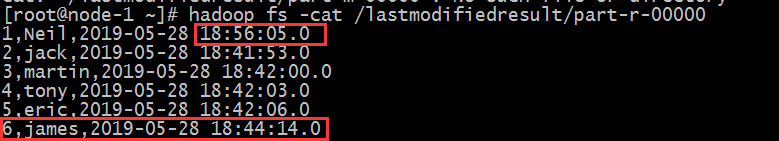 [root@node-1 ~]# hadoop fs -cat /lastmodifiedresult/part-r-00000
1,Neil,2019-05-28 18:56:05.0
2,jack,2019-05-28 18:41:53.0
3,martin,2019-05-28 18:42:00.0
4,tony,2019-05-28 18:42:03.0
5,eric,2019-05-28 18:42:06.0
6,james,2019-05-28 18:44:14.0